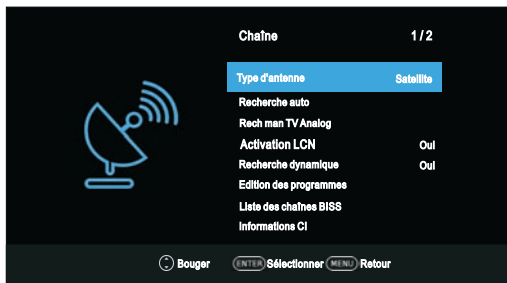 Chaîne 1 / 2
Type d'antenne Satellite
Recherche auto
Rech man TV Analog
Activation LCN Oui
Recherche dynamique Oui
Edition des programmes
Liste des chaînes BISS
Informations CI
Bouger ENTER Sélectionner MENU Retour